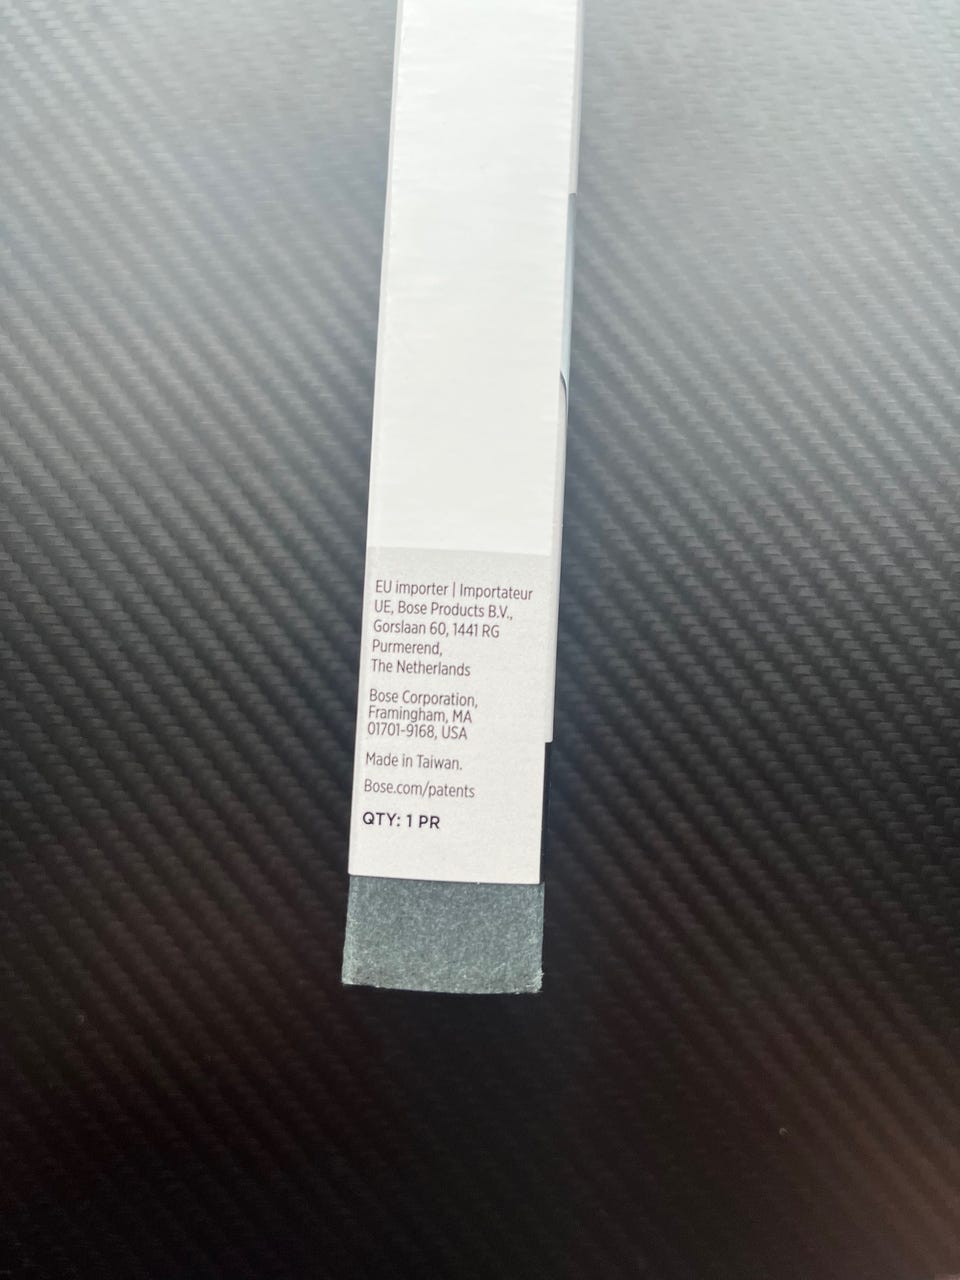 EU importer | Importateur
UE, Bose Products B.V.,
Gorslaan 60, 1441 RG
Purmerend,
The Netherlands
Bose Corporation,
Framingham, MA
01701-9168, USA
Made in Taiwan.
Bose.com/patents
QTY: 1 PR